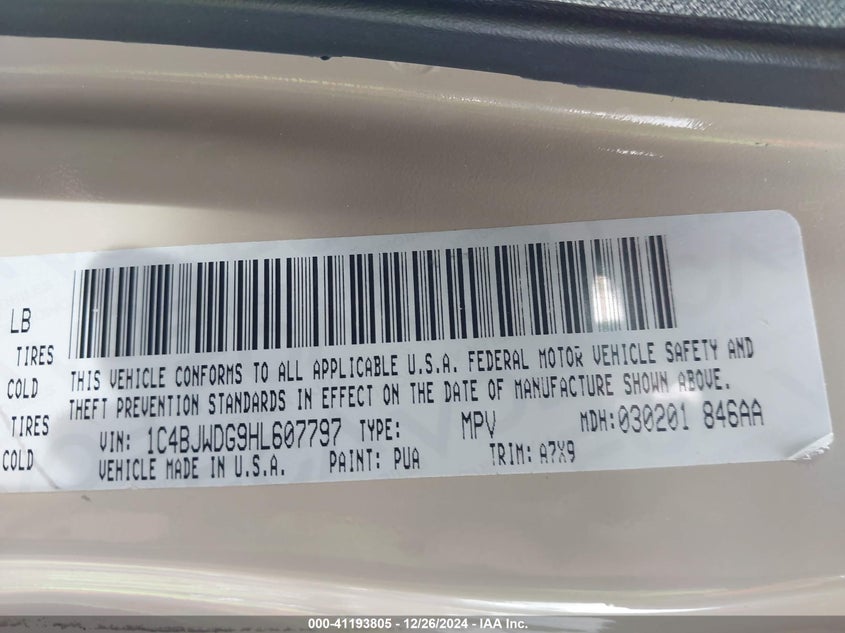 LB
TIRES
COLD
TIRES
COLD
THIS VEHICLE CONFORMS TO ALL APPLICABLE U.S.A. FEDERAL MOTOR VEHICLE SAFETY AND
THEFT PREVENTION STANDARDS IN EFFECT ON THE DATE OF MANUFACTURE SHOWN ABOVE.
VIN: 1C4BJWDG9HL607797 TYPE: MPV MDH:030201 846AA
VEHICLE MADE IN U.S.A. PAINT: PUA TRIM: A7X9
000-41193805 - 12/26/2024 - IAA Inc.